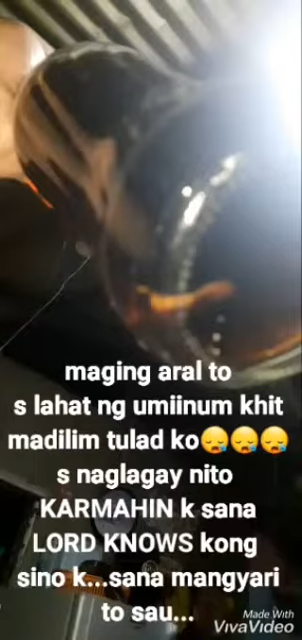 maging aral to
s lahat ng umiinum khit
madilim tulad ko😪😪😪
s naglagay nito
KARMAHIN k sana
LORD KNOWS kong
sino k...sana mangyari
to sau...
Made With
VivaVideo